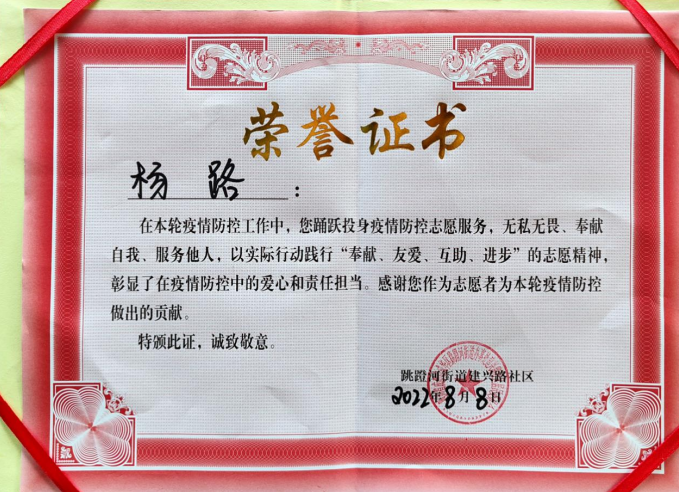 荣誉证书
杨 路 :
在本轮疫情防控工作中，您踊跃投身疫情防控志愿服务，无私无畏、奉献
自我、服务他人，以实际行动践行“奉献、友爱、互助、进步”的志愿精神，
彰显了在疫情防控中的爱心和责任担当。感谢您作为志愿者为本轮疫情防控
做出的贡献。
特颁此证，诚致敬意。
跳蹬河街道建兴路社区
2022年8月8日